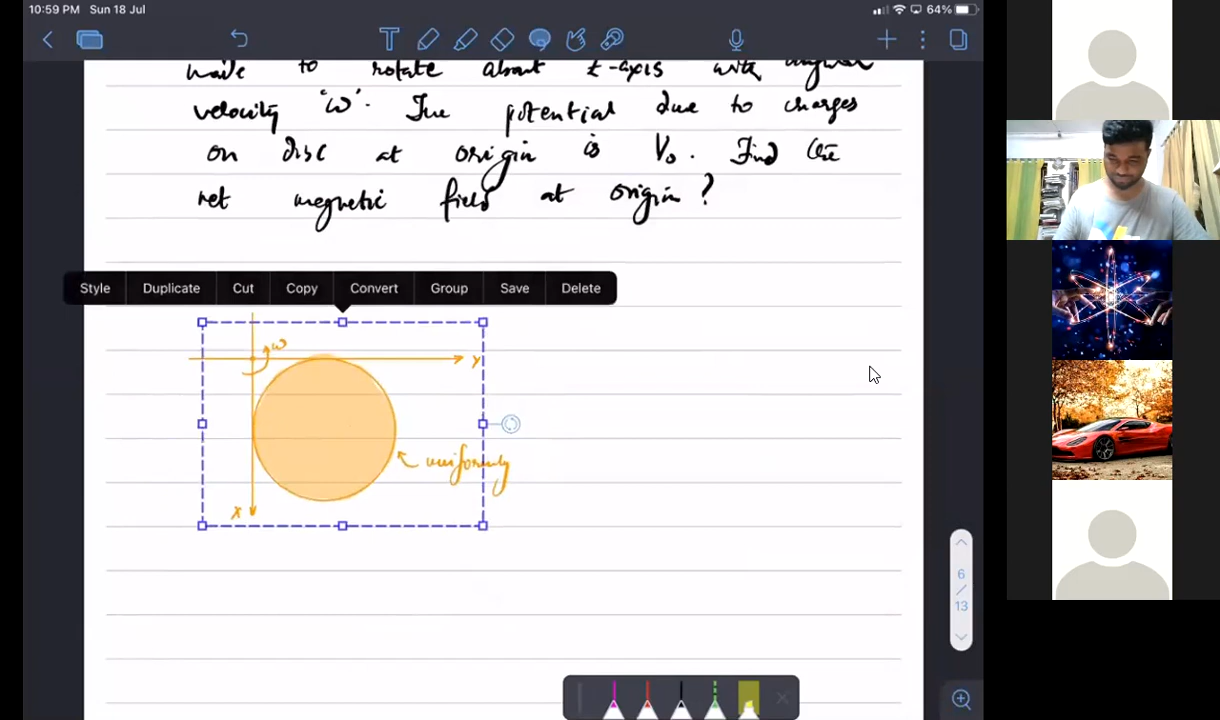 10:59 PM Sun 18 Jul
64%
T
made to rotate about z-axis with angular
velocity 'ω'. The potential due to charges
on disc at origin is V₀. Find the
net magnetic field at origin?
Style Duplicate Cut Copy Convert Group Save Delete
ω
Y
uniformly
X
6
/
13